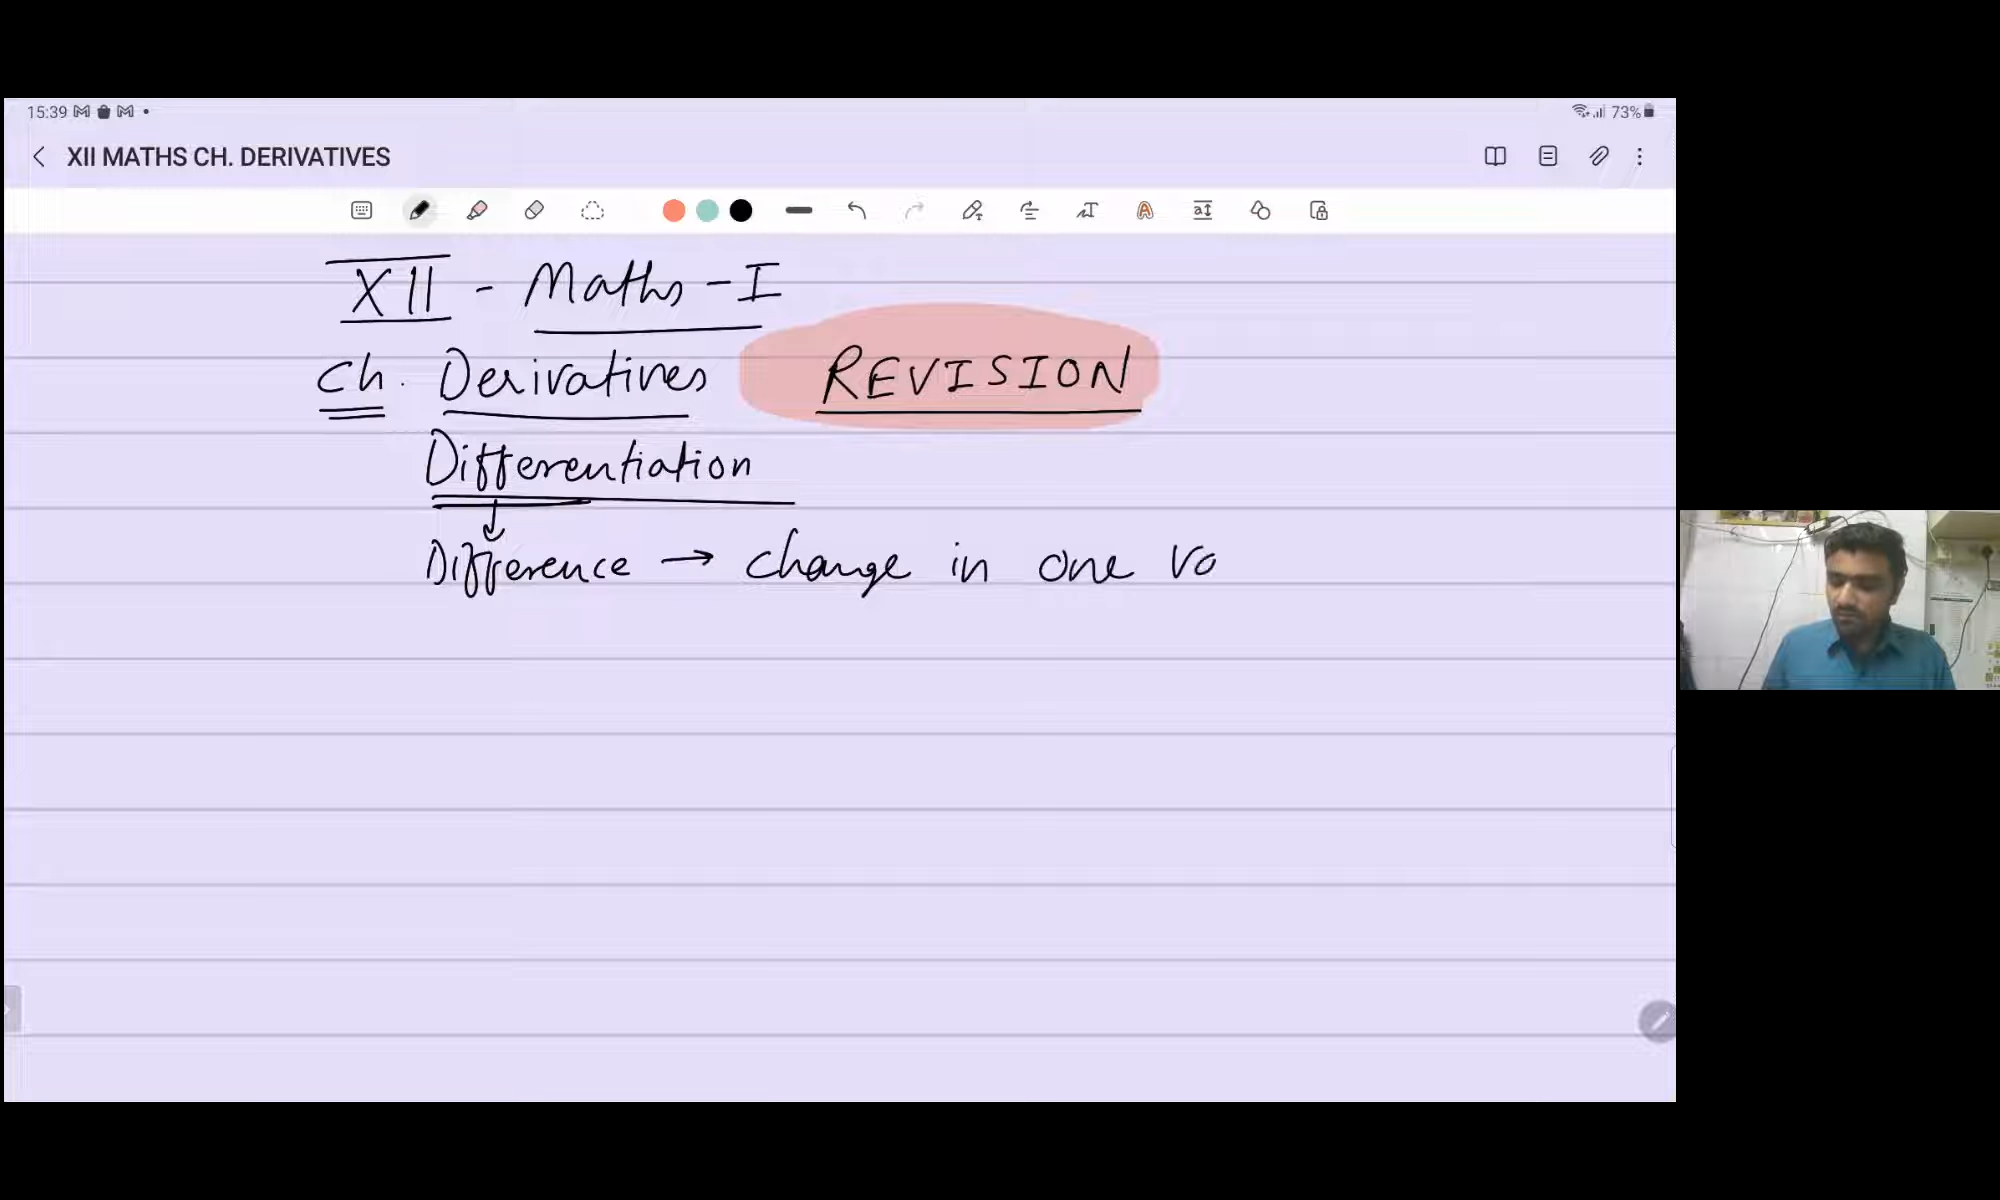 15:39
73%
XII MATHS CH. DERIVATIVES
XII - Maths - I
Ch. Derivatives REVISION
Differentiation
Difference → change in one va